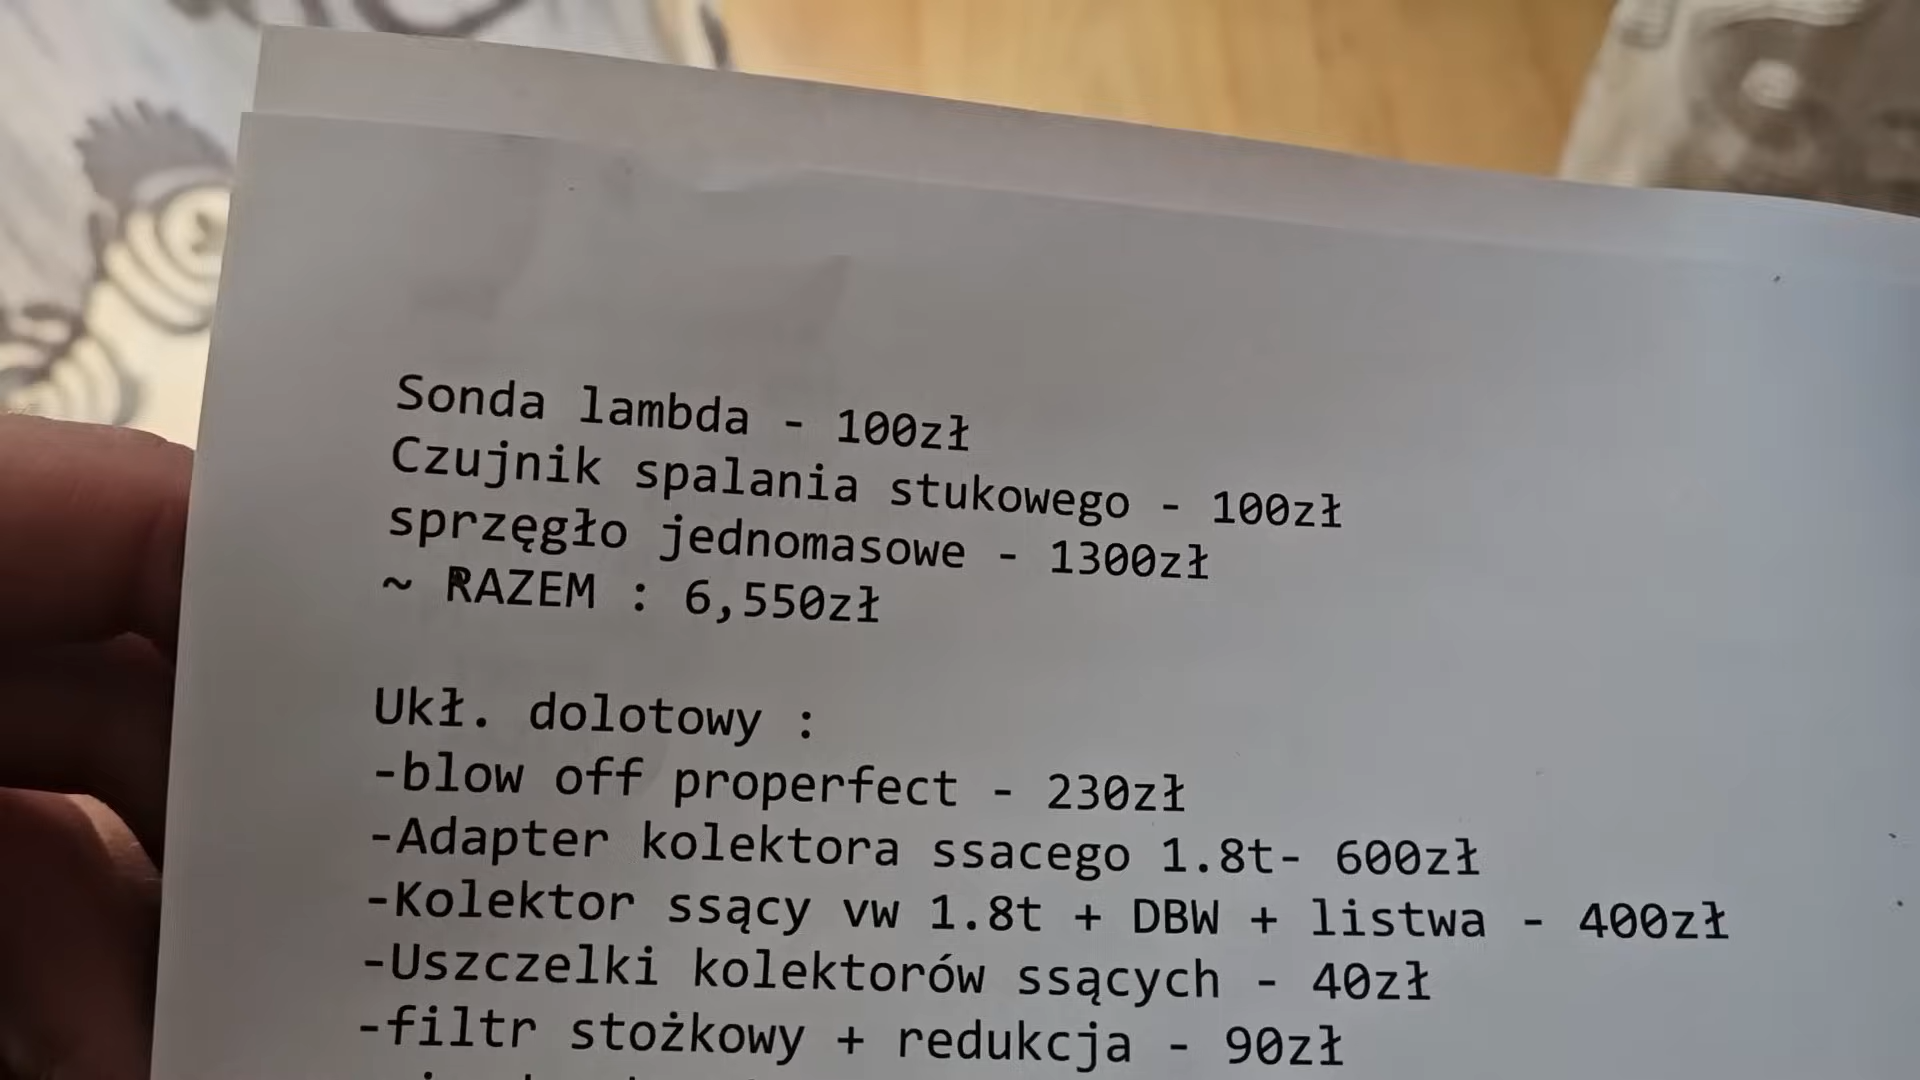 Sonda lambda - 100zł
Czujnik spalania stukowego - 100zł
sprzęgło jednomasowe - 1300zł
~ RAZEM : 6,550zł
Ukł. dolotowy :
-blow off properfect - 230zł
-Adapter kolektora ssacego 1.8t- 600zł
-Kolektor ssący vw 1.8t + DBW + listwa - 400zł
-Uszczelki kolektorów ssących - 40zł
-filtr stożkowy + redukcja - 90zł